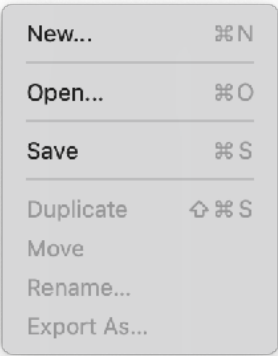 New... ⌘N
Open... ⌘O
Save ⌘S
Duplicate ⇧⌘S
Move
Rename...
Export As...